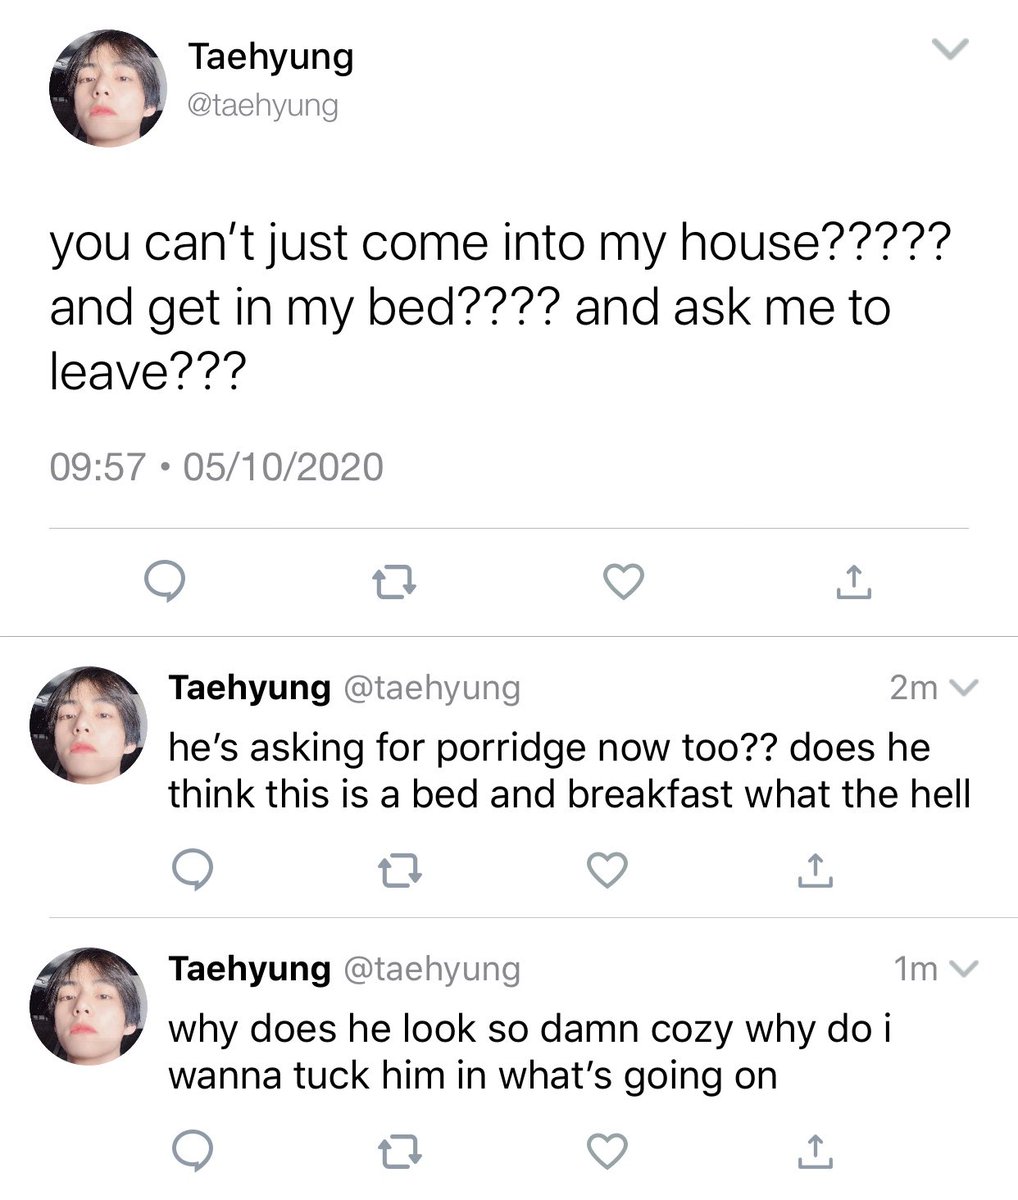 Taehyung
@taehyung
you can’t just come into my house?????
and get in my bed???? and ask me to
leave???
09:57 • 05/10/2020
Taehyung @taehyung 2m
he’s asking for porridge now too?? does he
think this is a bed and breakfast what the hell
Taehyung @taehyung 1m
why does he look so damn cozy why do i
wanna tuck him in what’s going on